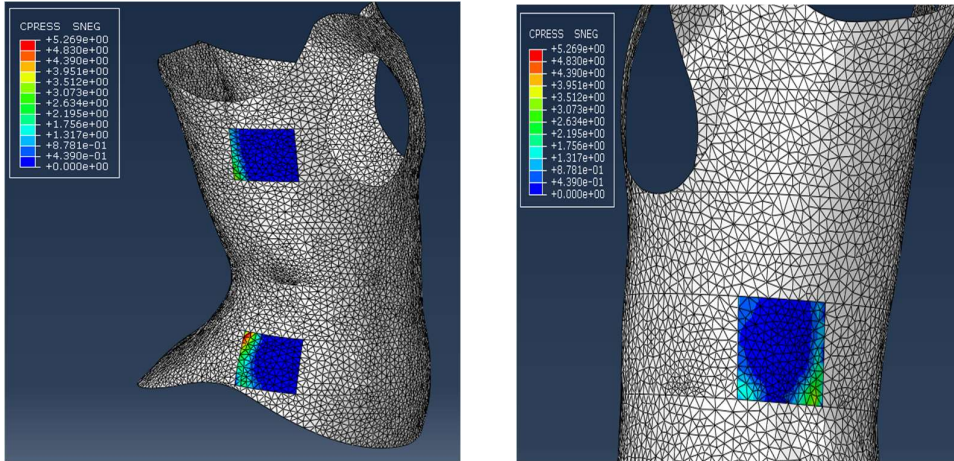 CPRESS SNEG
+5.269e+00
+4.830e+00
+4.390e+00
+3.951e+00
+3.512e+00
+3.073e+00
+2.634e+00
+2.195e+00
+1.756e+00
+1.317e+00
+8.781e-01
+4.390e-01
+0.000e+00
CPRESS SNEG
+5.269e+00
+4.830e+00
+4.390e+00
+3.951e+00
+3.512e+00
+3.073e+00
+2.634e+00
+2.195e+00
+1.756e+00
+1.317e+00
+8.781e-01
+4.390e-01
+0.000e+00